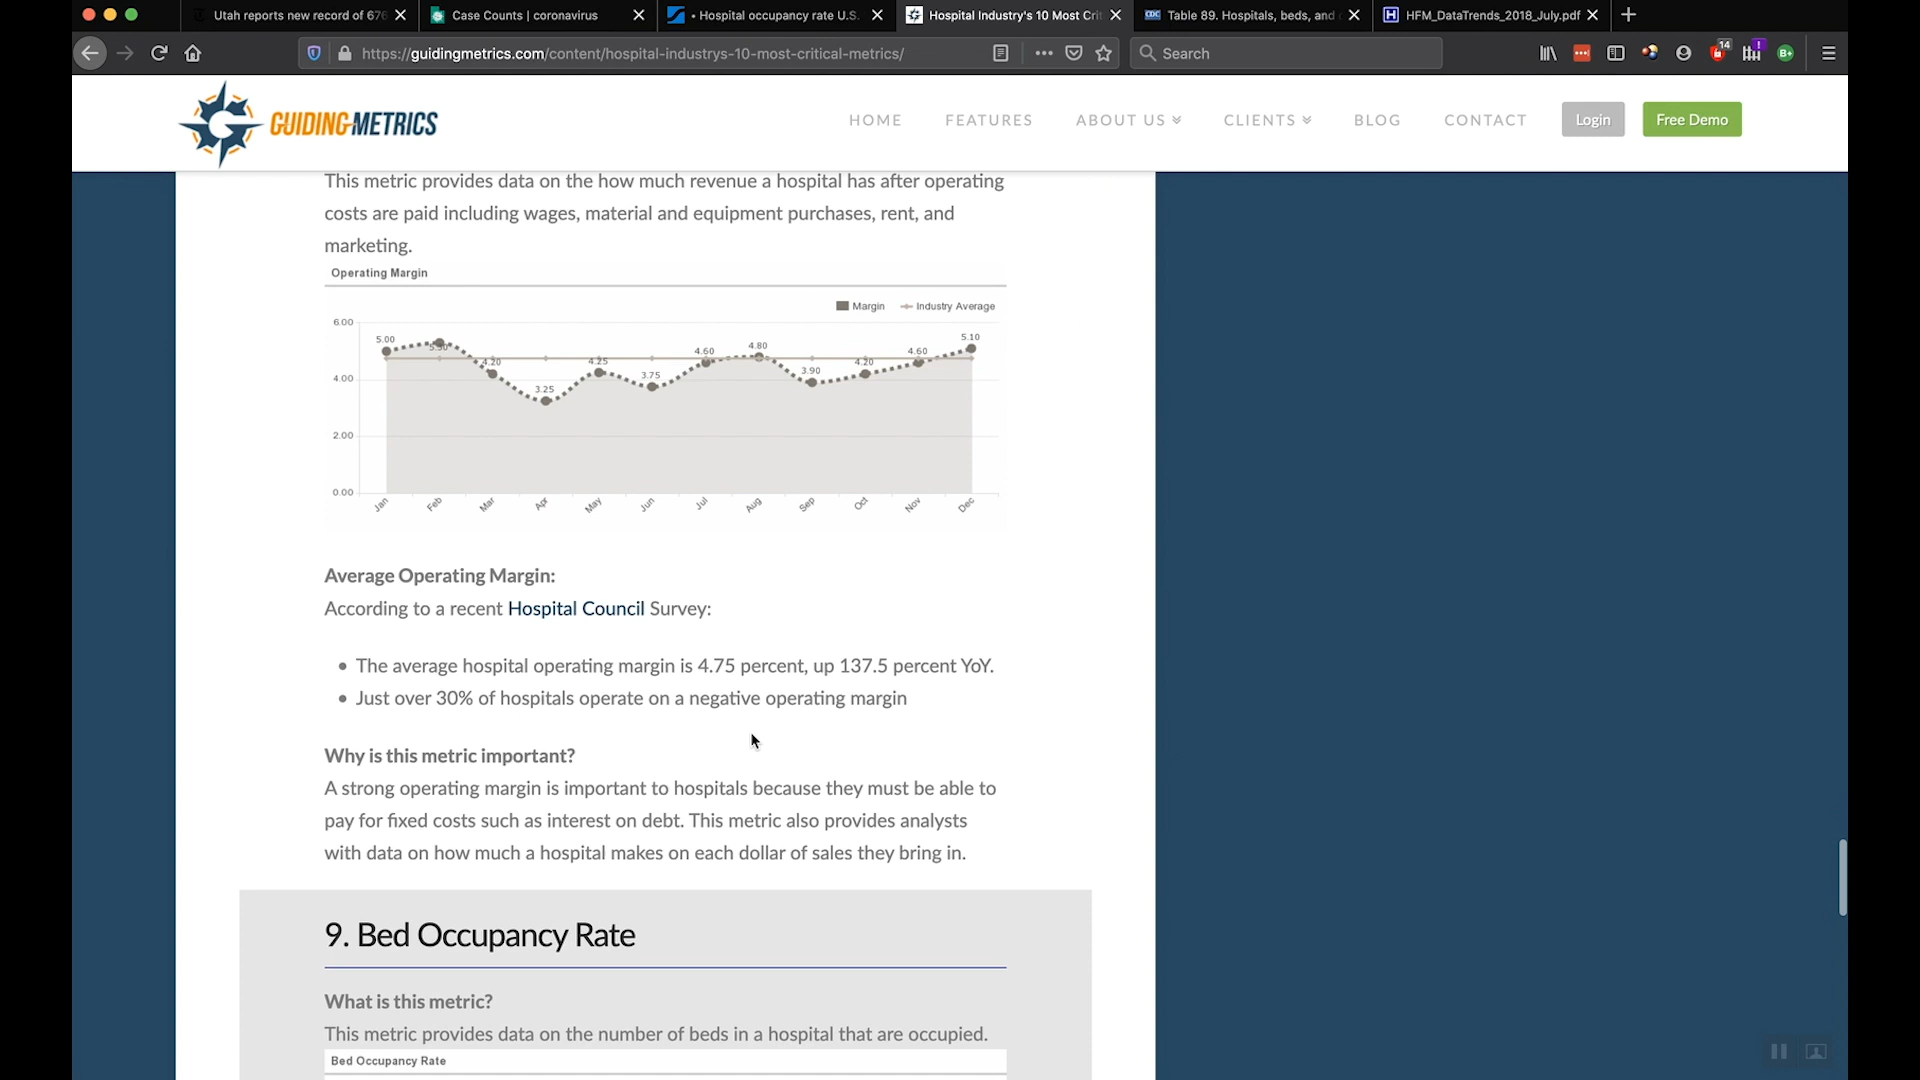 Utah reports new record of 676
Case Counts | coronavirus
• Hospital occupancy rate U.S.
Hospital Industry's 10 Most Crit
CDC
Table 89. Hospitals, beds, and
HFM_DataTrends_2018_July.pdf
https://guidingmetrics.com/content/hospital-industrys-10-most-critical-metrics/
Search
14
GUIDING METRICS
HOME
FEATURES
ABOUT US
CLIENTS
BLOG
CONTACT
Login
Free Demo
This metric provides data on the how much revenue a hospital has after operating
costs are paid including wages, material and equipment purchases, rent, and
marketing.
Operating Margin
Margin
Industry Average
6.00
4.00
2.00
0.00
5.00
5.30
4.20
3.25
4.25
3.75
4.60
4.80
3.90
4.20
4.60
5.10
Jan
Feb
Mar
Apr
May
Jun
Jul
Aug
Sep
Oct
Nov
Dec
Average Operating Margin:
According to a recent Hospital Council Survey:
• The average hospital operating margin is 4.75 percent, up 137.5 percent YoY.
• Just over 30% of hospitals operate on a negative operating margin
Why is this metric important?
A strong operating margin is important to hospitals because they must be able to
pay for fixed costs such as interest on debt. This metric also provides analysts
with data on how much a hospital makes on each dollar of sales they bring in.
9. Bed Occupancy Rate
What is this metric?
This metric provides data on the number of beds in a hospital that are occupied.
Bed Occupancy Rate